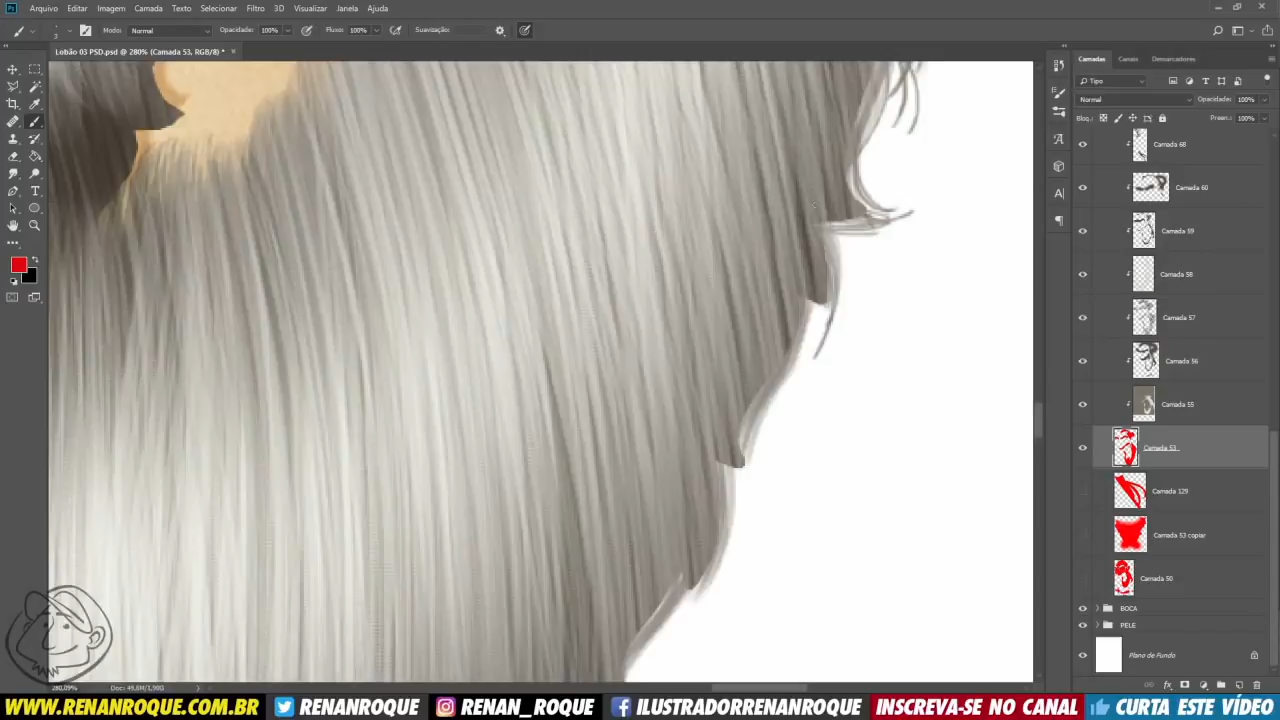 Arquivo Editar Imagem Camada Texto Selecionar Filtro 3D Visualizar Janela Ajuda
Modo: Normal Opacidade: 100% Fluxo: 100% Suavização:
Lobão 03 PSD.psd @ 280% (Camada 53, RGB/8) *
Camadas Canais Demarcadores
Tipo
Normal Opacidade: 100%
Bloq.: Preen.: 100%
Camada 68
Camada 60
Camada 59
Camada 58
Camada 57
Camada 56
Camada 55
Camada 53
Camada 129
Camada 53 copiar
Camada 50
BOCA
PELE
Plano de Fundo
WWW.RENANROQUE.COM.BR RENANROQUE RENAN_ROQUE ILUSTRADORRENANROQUE INSCREVA-SE NO CANAL CURTA ESTE VÍDEO